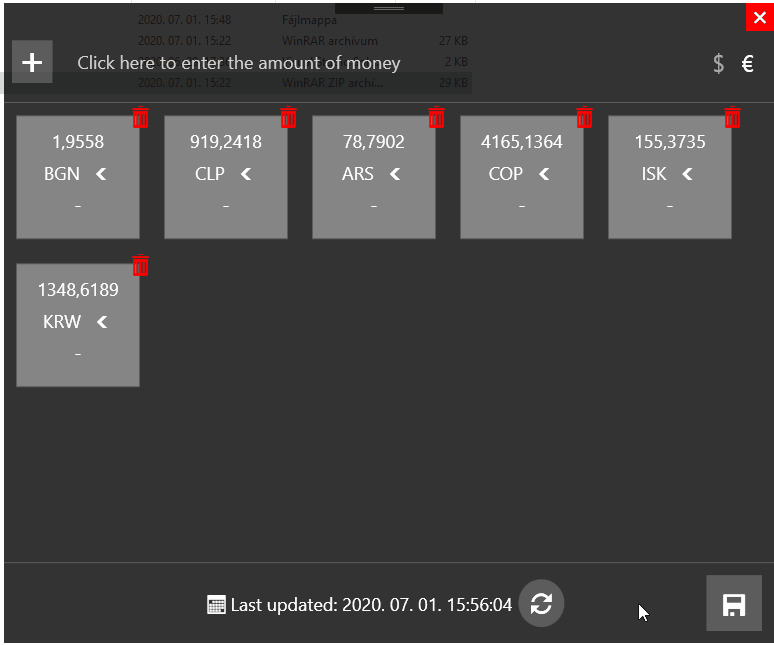 2020. 07. 01. 15:48 Fájlmappa
2020. 07. 01. 15:22 WinRAR archívum 27 KB
Click here to enter the amount of money $ €
2 KB
2020. 07. 01. 15:22 WinRAR ZIP archi... 29 KB
1,9558 919,2418 78,7902 4165,1364 155,3735
BGN CLP ARS COP ISK
- - - - -
1348,6189
KRW
-
Last updated: 2020. 07. 01. 15:56:04